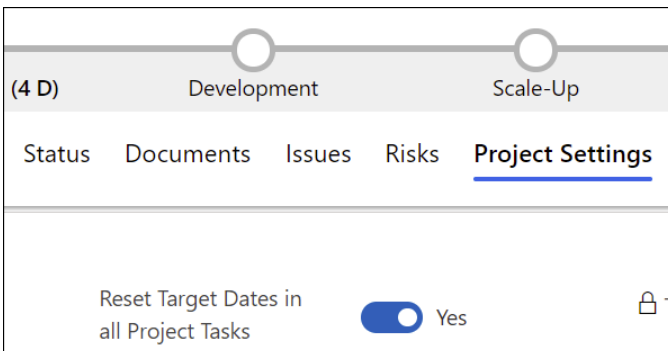 (4 D) Development Scale-Up
Status Documents Issues Risks Project Settings
Reset Target Dates in
all Project Tasks
Yes